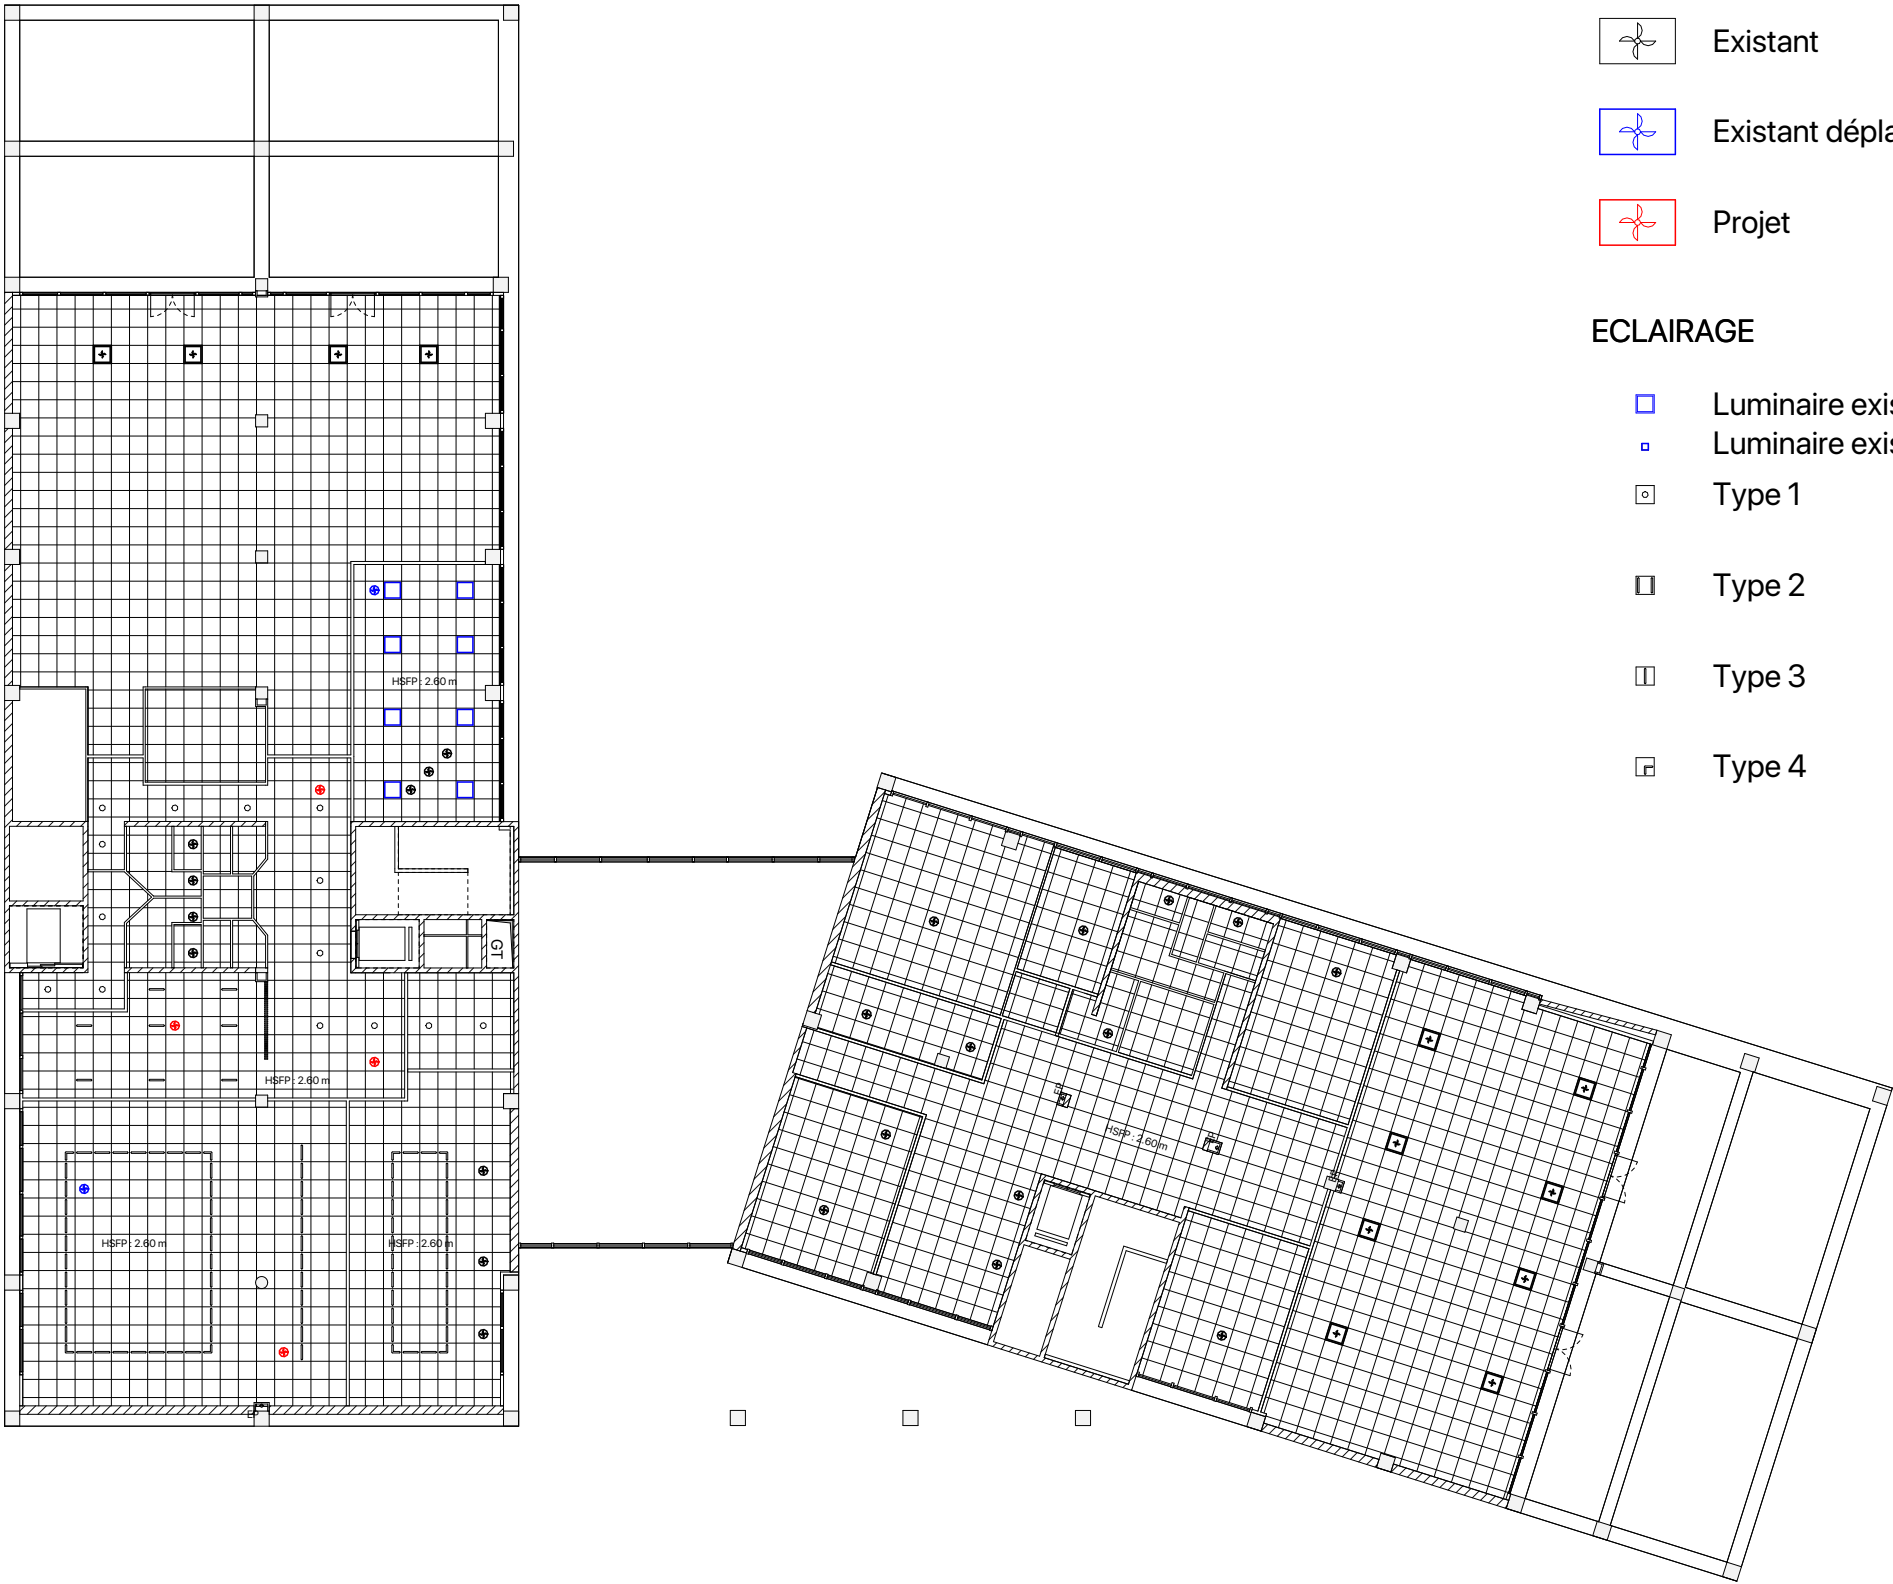 Existant
Existant dépla
Projet
ECLAIRAGE
Luminaire exis
Luminaire exis
Type 1
Type 2
Type 3
Type 4
HSFP : 2.60 m
GT
HSFP : 2.60 m
HSFP : 2.60 m
HSFP : 2.60 m
HSFP : 2.60 m